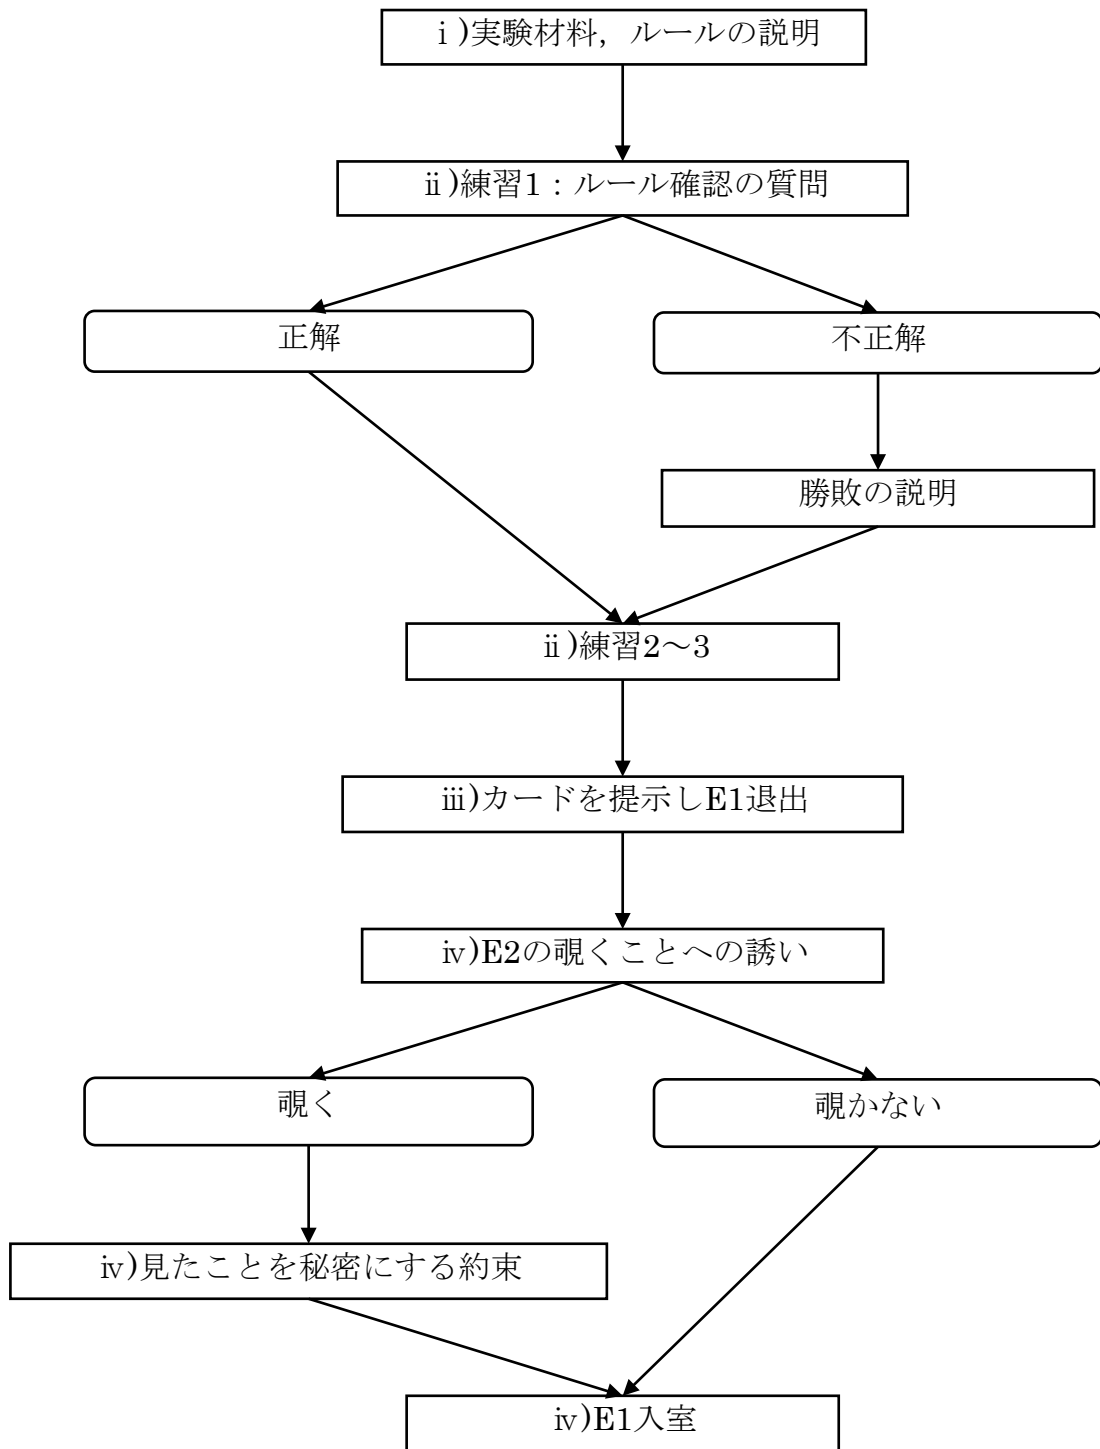 ⅰ)実験材料，ルールの説明
ⅱ)練習1：ルール確認の質問
正解
不正解
勝敗の説明
ⅱ)練習2～3
ⅲ)カードを提示しE1退出
ⅳ)E2の覗くことへの誘い
覗く
覗かない
ⅳ)見たことを秘密にする約束
ⅳ)E1入室